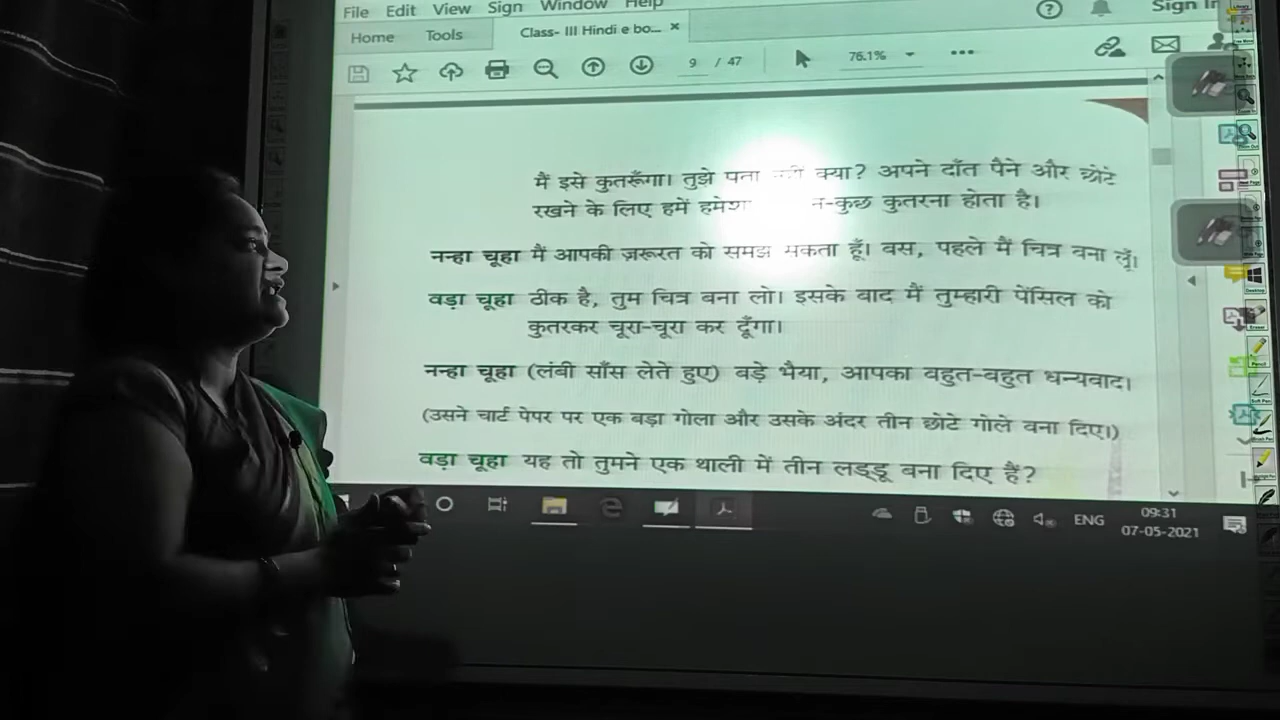 File Edit View Sign Window Help
Sign In
Home Tools Class- III Hindi e bo... ×
9 / 47 76.1%
मैं इसे कुतरूँगा। तुझे पता क्या? अपने दाँत पैने और छोटे
रखने के लिए हमें हमेशा न-कुछ कुतरना होता है।
नन्हा चूहा मैं आपकी ज़रूरत को समझ सकता हूँ। बस, पहले मैं चित्र बना लूँ।
बड़ा चूहा ठीक है, तुम चित्र बना लो। इसके बाद मैं तुम्हारी पेंसिल को
कुतरकर चूरा-चूरा कर दूँगा।
नन्हा चूहा (लंबी साँस लेते हुए) बड़े भैया, आपका बहुत-बहुत धन्यवाद।
(उसने चार्ट पेपर पर एक बड़ा गोला और उसके अंदर तीन छोटे गोले बना दिए।)
बड़ा चूहा यह तो तुमने एक थाली में तीन लड्डू बना दिए हैं?
ENG
09:31
07-05-2021